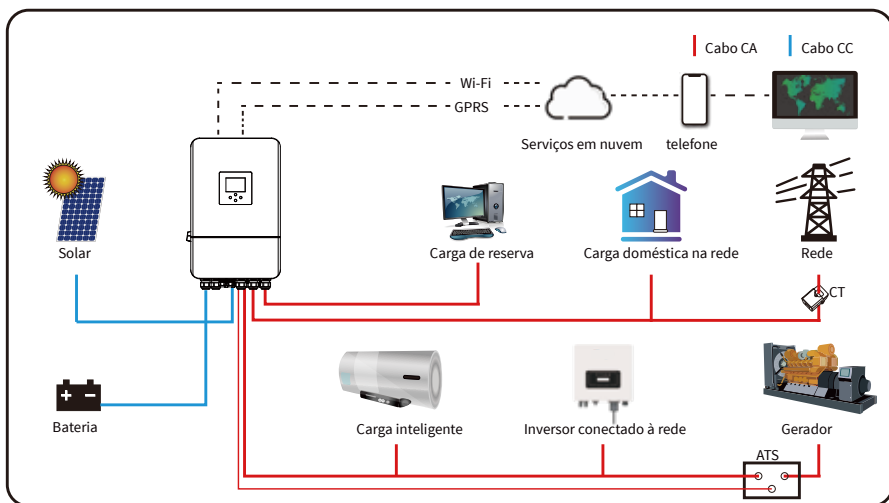 Cabo CA
Cabo CC
Wi-Fi
GPRS
Serviços em nuvem
telefone
Solar
Carga de reserva
Carga doméstica na rede
Rede
CT
Bateria
Carga inteligente
Inversor conectado à rede
Gerador
ATS